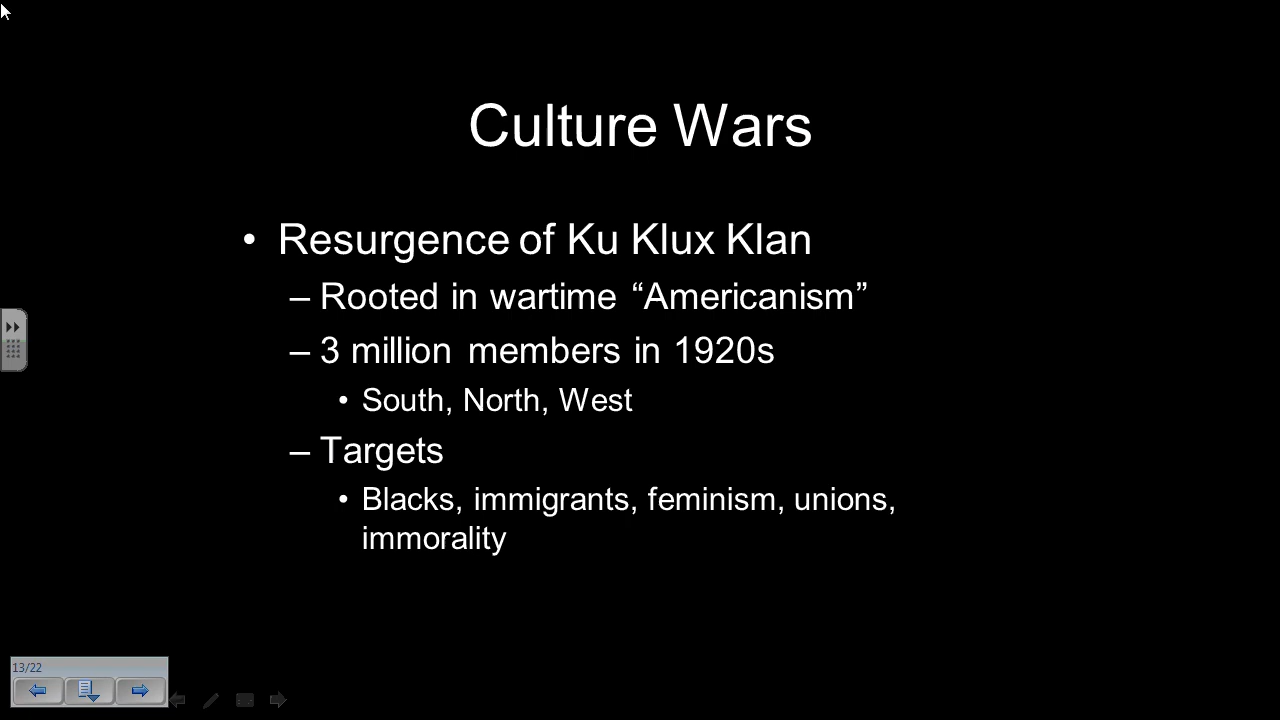 Culture Wars
• Resurgence of Ku Klux Klan
– Rooted in wartime “Americanism”
– 3 million members in 1920s
• South, North, West
– Targets
• Blacks, immigrants, feminism, unions,
immorality
13/22